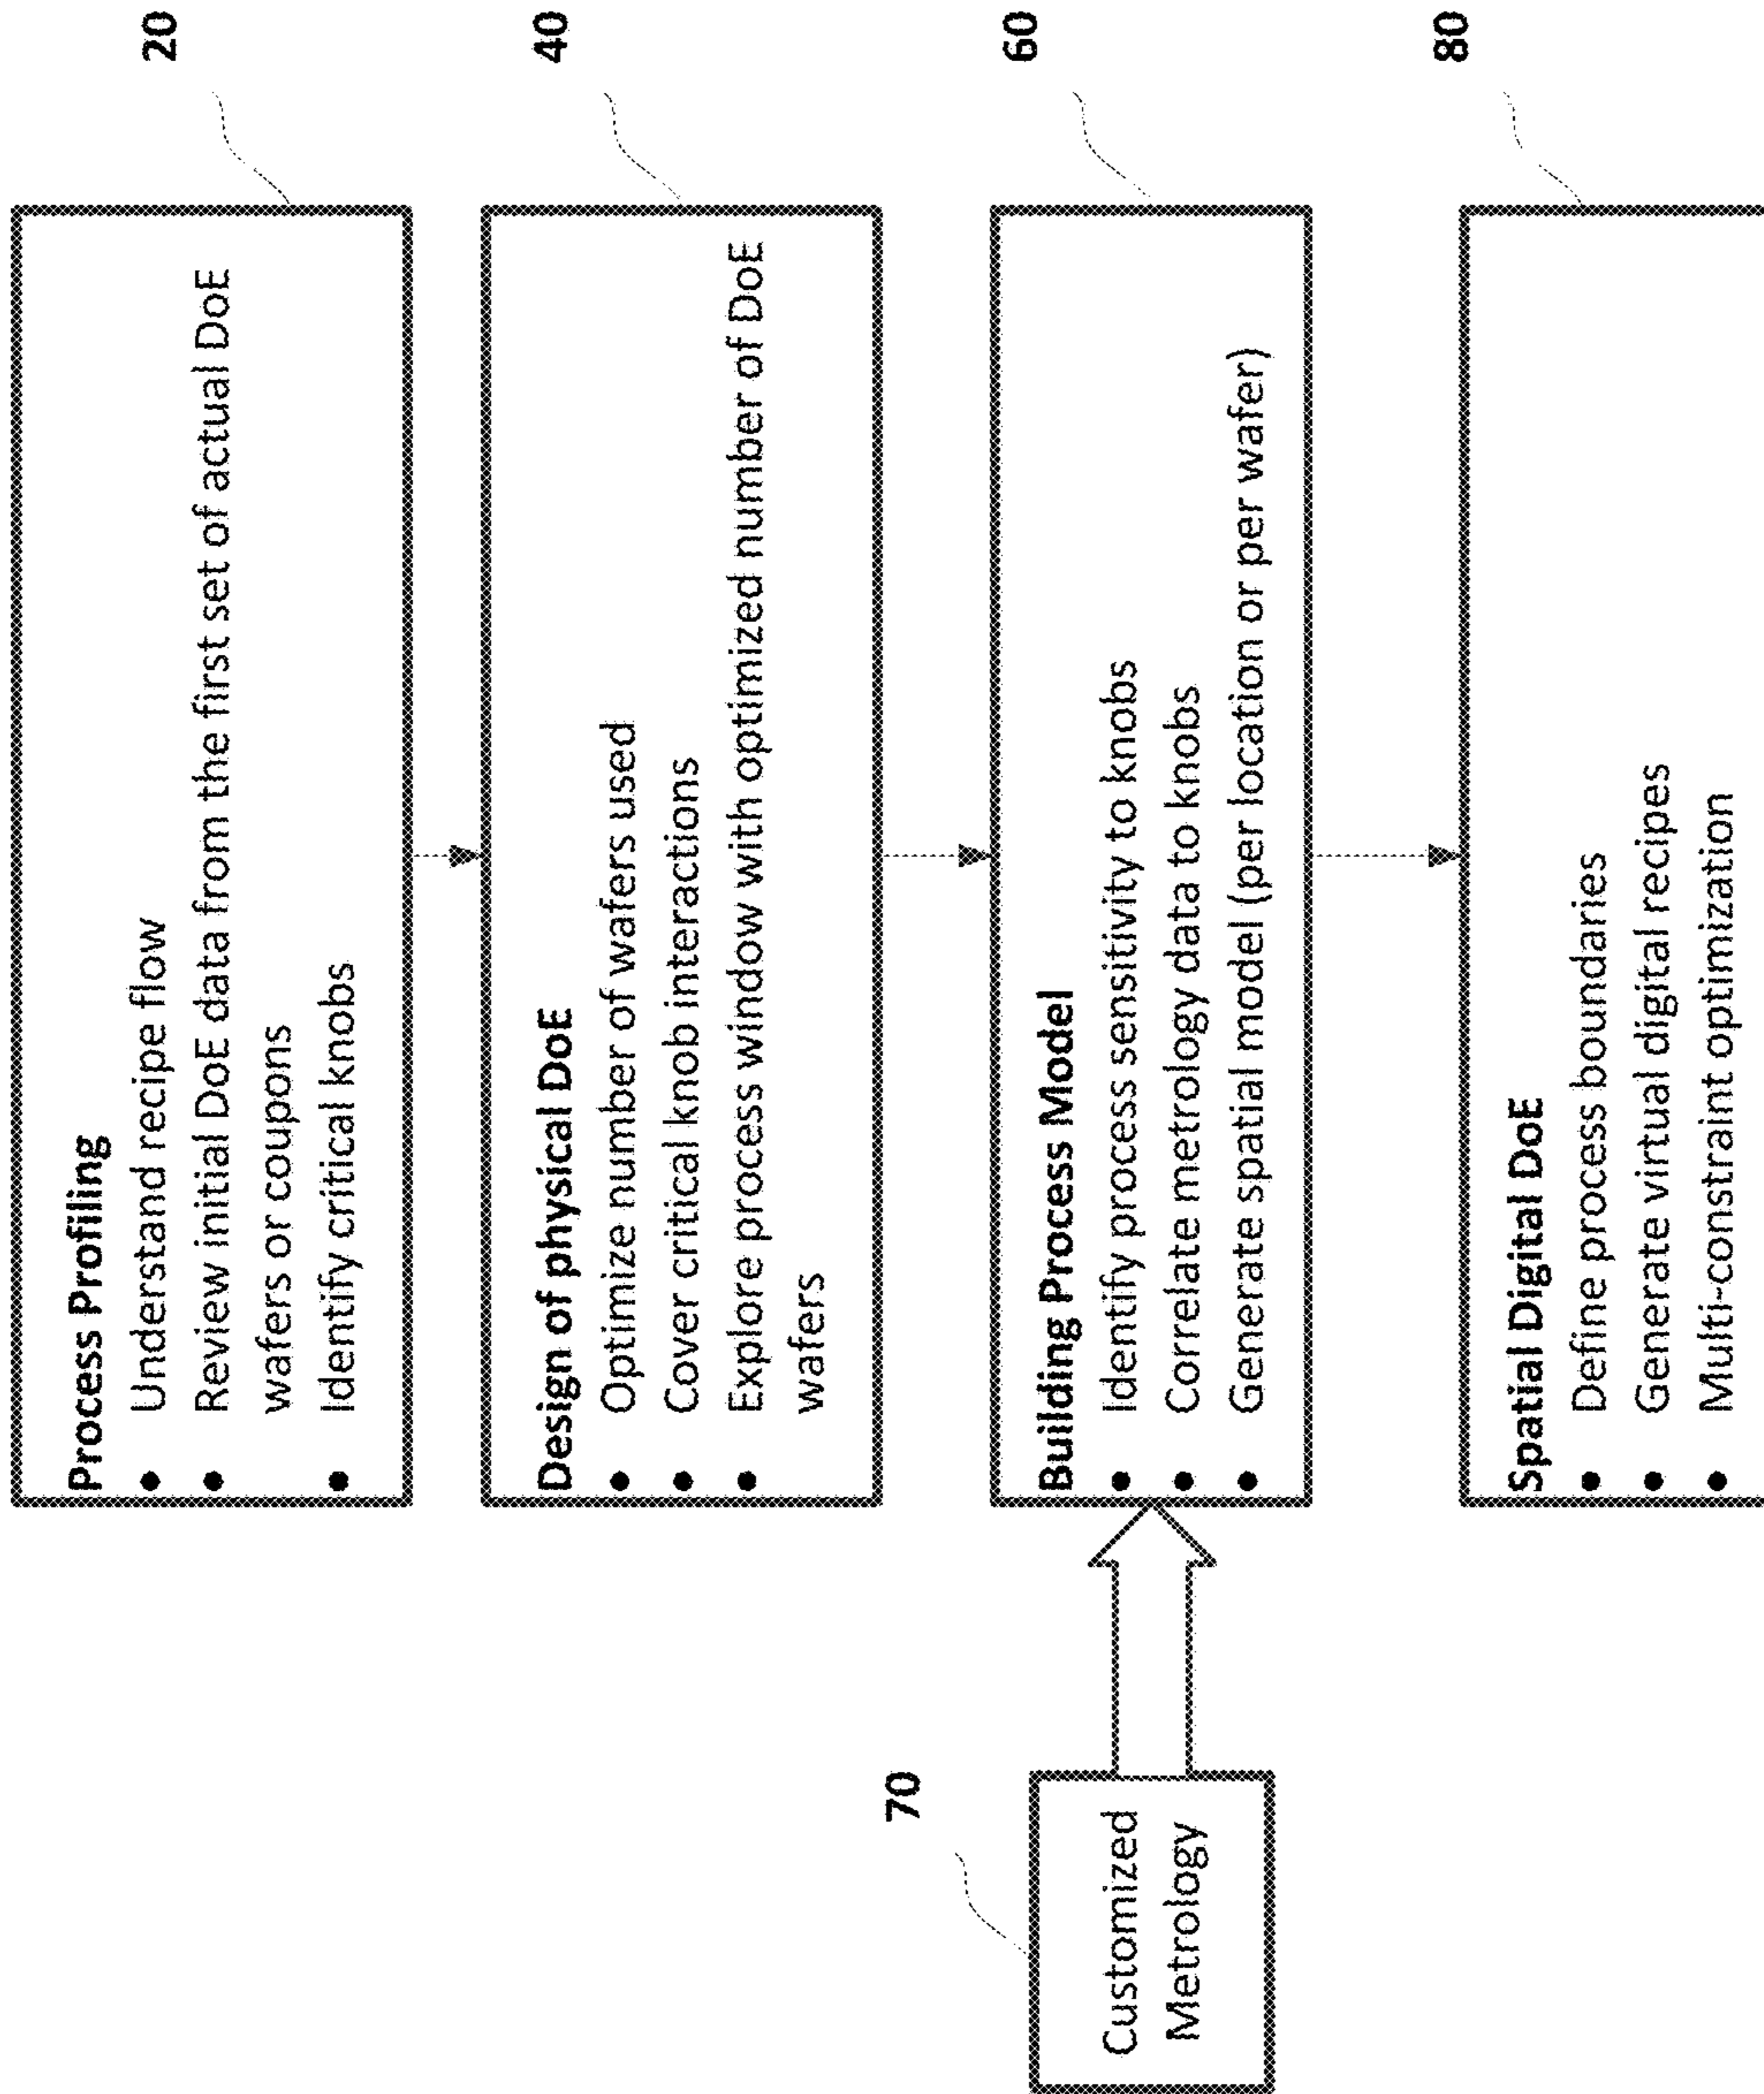 Process Profiling
● Understand recipe flow
● Review initial DoE data from the first set of actual DoE
wafers or coupons
● Identify critical knobs
20
Design of physical DoE
● Optimize number of wafers used
● Cover critical knob interactions
● Explore process window with optimized number of DoE
wafers
40
70
Customized
Metrology
Building Process Model
● Identify process sensitivity to knobs
● Correlate metrology data to knobs
● Generate spatial model (per location or per wafer)
60
Spatial Digital DoE
● Define process boundaries
● Generate virtual digital recipes
● Multi-constraint optimization
80